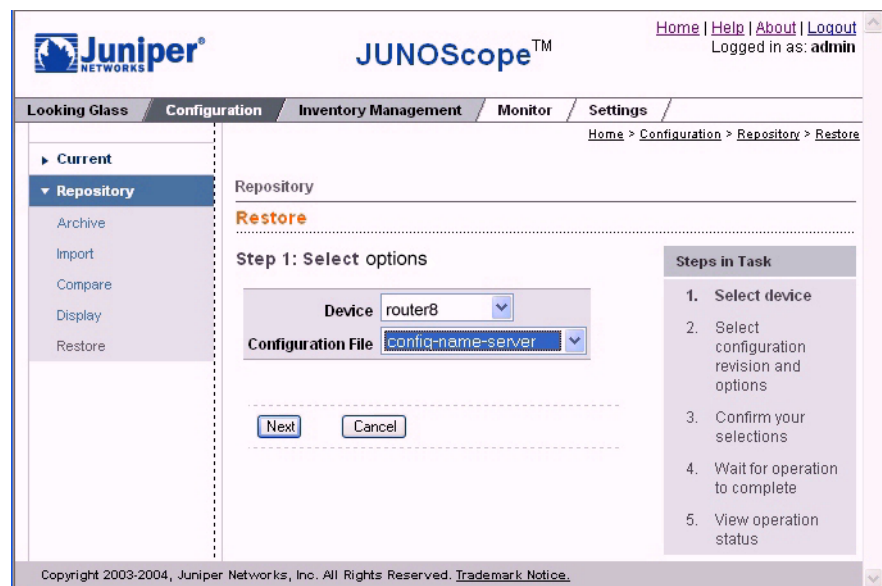 Juniper®
NETWORKS
JUNOScope™
Home | Help | About | Logout
Logged in as: admin
Looking Glass / Configuration / Inventory Management / Monitor / Settings /
Home > Configuration > Repository > Restore
Current
Repository
Archive
Import
Compare
Display
Restore
Repository
Restore
Step 1: Select options
Device router8
Configuration File config-name-server
Next Cancel
Steps in Task
1. Select device
2. Select
configuration
revision and
options
3. Confirm your
selections
4. Wait for operation
to complete
5. View operation
status
Copyright 2003-2004, Juniper Networks, Inc. All Rights Reserved. Trademark Notice.